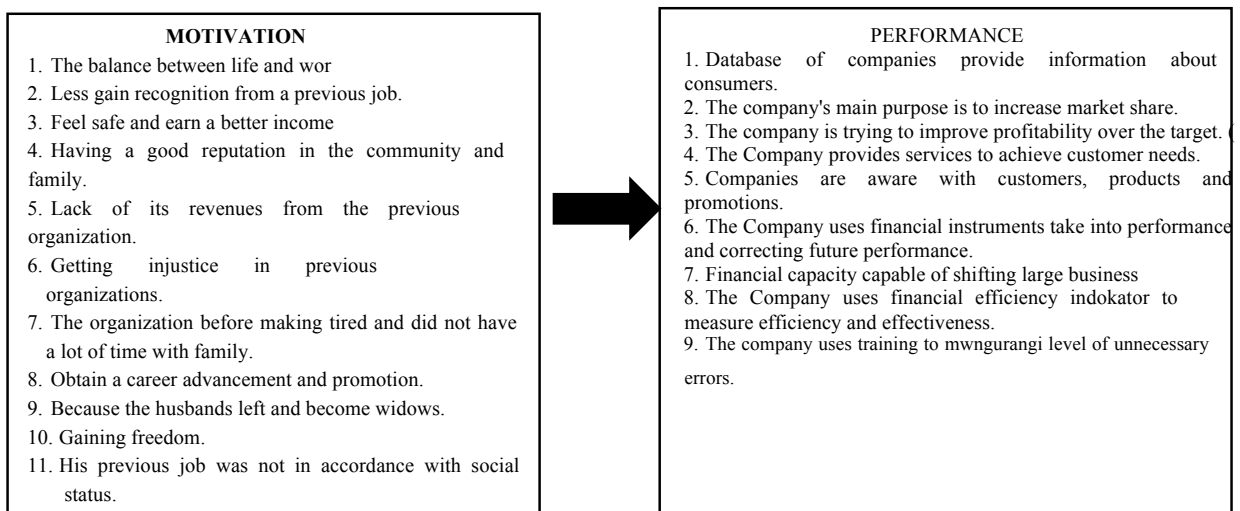 MOTIVATION
1. The balance between life and wor
2. Less gain recognition from a previous job.
3. Feel safe and earn a better income
4. Having a good reputation in the community and
family.
5. Lack of its revenues from the previous
organization.
6. Getting injustice in previous
organizations.
7. The organization before making tired and did not have
a lot of time with family.
8. Obtain a career advancement and promotion.
9. Because the husbands left and become widows.
10. Gaining freedom.
11. His previous job was not in accordance with social
status.
PERFORMANCE
1. Database of companies provide information about
consumers.
2. The company's main purpose is to increase market share.
3. The company is trying to improve profitability over the target. (
4. The Company provides services to achieve customer needs.
5. Companies are aware with customers, products and
promotions.
6. The Company uses financial instruments take into performance
and correcting future performance.
7. Financial capacity capable of shifting large business
8. The Company uses financial efficiency indokator to
measure efficiency and effectiveness.
9. The company uses training to mwngurangi level of unnecessary
errors.